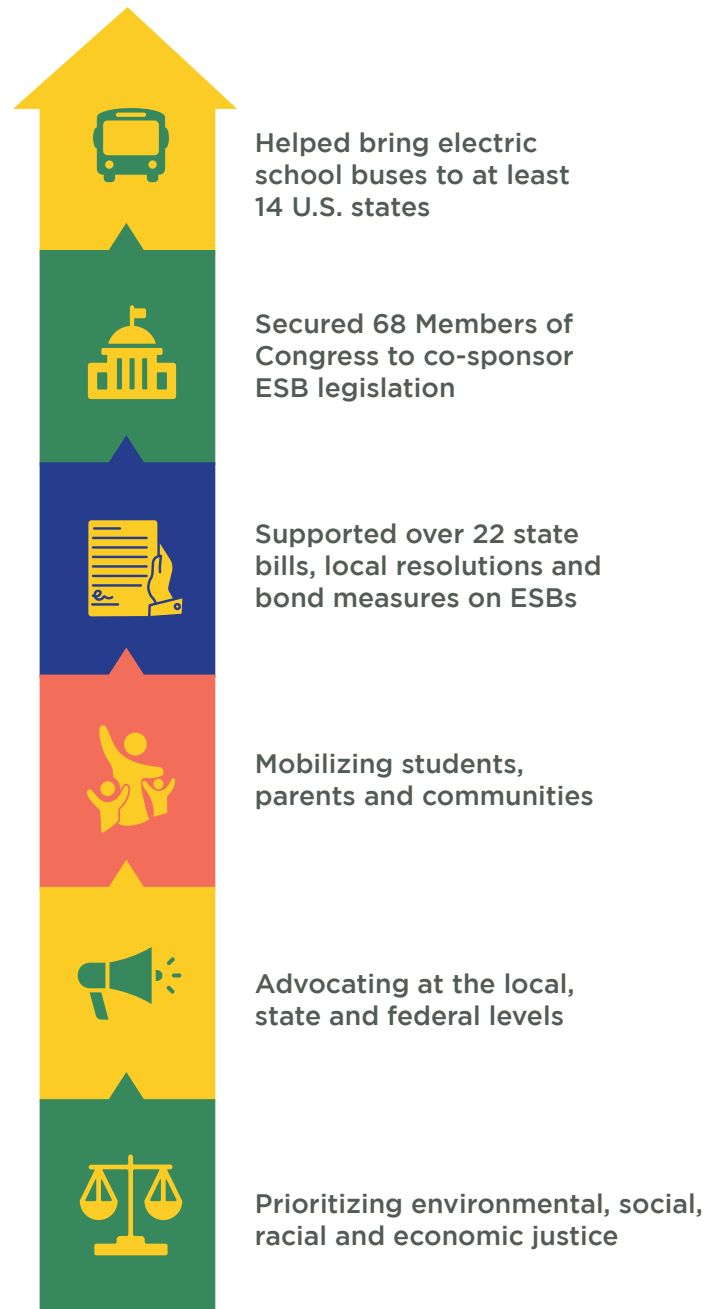 Helped bring electric
school buses to at least
14 U.S. states
Secured 68 Members of
Congress to co-sponsor
ESB legislation
Supported over 22 state
bills, local resolutions and
bond measures on ESBs
Mobilizing students,
parents and communities
Advocating at the local,
state and federal levels
Prioritizing environmental, social,
racial and economic justice